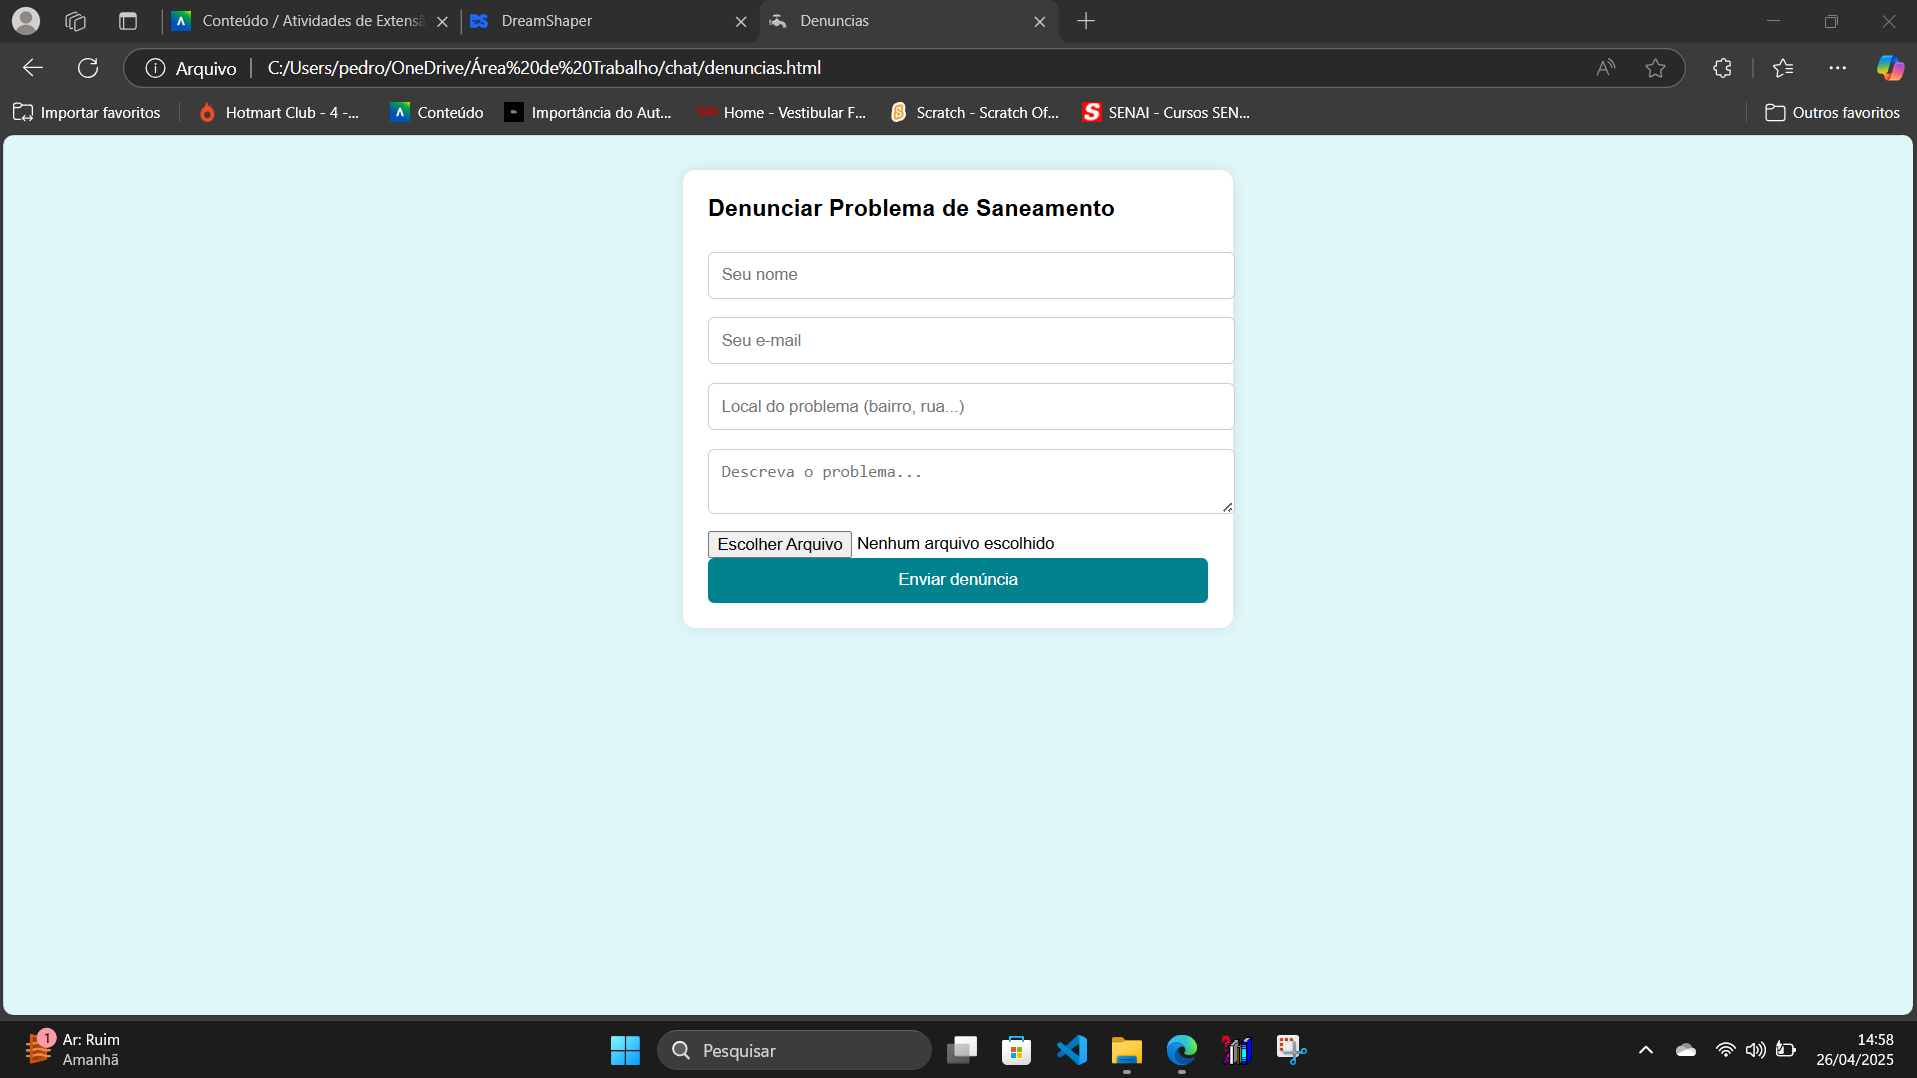 Conteúdo / Atividades de Extensã
DreamShaper
Denuncias
Arquivo
C:/Users/pedro/OneDrive/Área%20de%20Trabalho/chat/denuncias.html
Importar favoritos
Hotmart Club - 4 -...
Conteúdo
Importância do Aut...
Home - Vestibular F...
Scratch - Scratch Of...
SENAI - Cursos SEN...
Outros favoritos
Denunciar Problema de Saneamento
Seu nome
Seu e-mail
Local do problema (bairro, rua...)
Descreva o problema...
Escolher Arquivo Nenhum arquivo escolhido
Enviar denúncia
1
Ar: Ruim
Amanhã
Pesquisar
14:58
26/04/2025